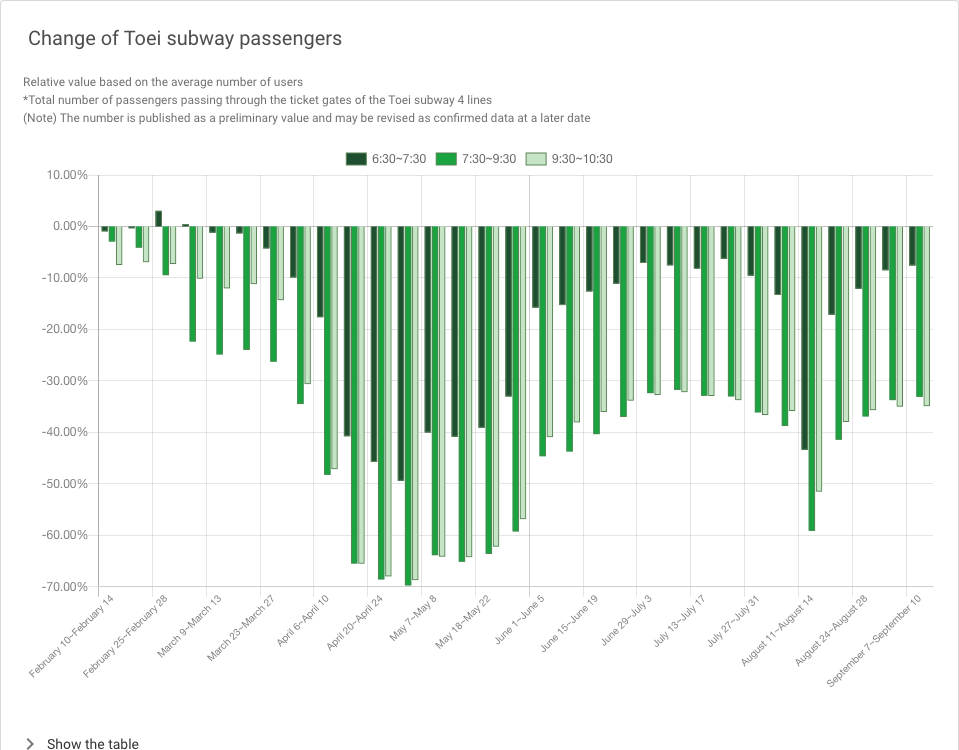 Change of Toei subway passengers
Relative value based on the average number of users
*Total number of passengers passing through the ticket gates of the Toei subway 4 lines
(Note) The number is published as a preliminary value and may be revised as confirmed data at a later date
6:30~7:30 7:30~9:30 9:30~10:30
10.00%
0.00%
-10.00%
-20.00%
-30.00%
-40.00%
-50.00%
-60.00%
-70.00%
February 10~February 14
February 25~February 28
March 9~March 13
March 23~March 27
April 6~April 10
April 20~April 24
May 7~May 8
May 18~May 22
June 1~June 5
June 15~June 19
June 29~July 3
July 13~July 17
July 27~July 31
August 11~August 14
August 24~August 28
September 7~September 10
Show the table